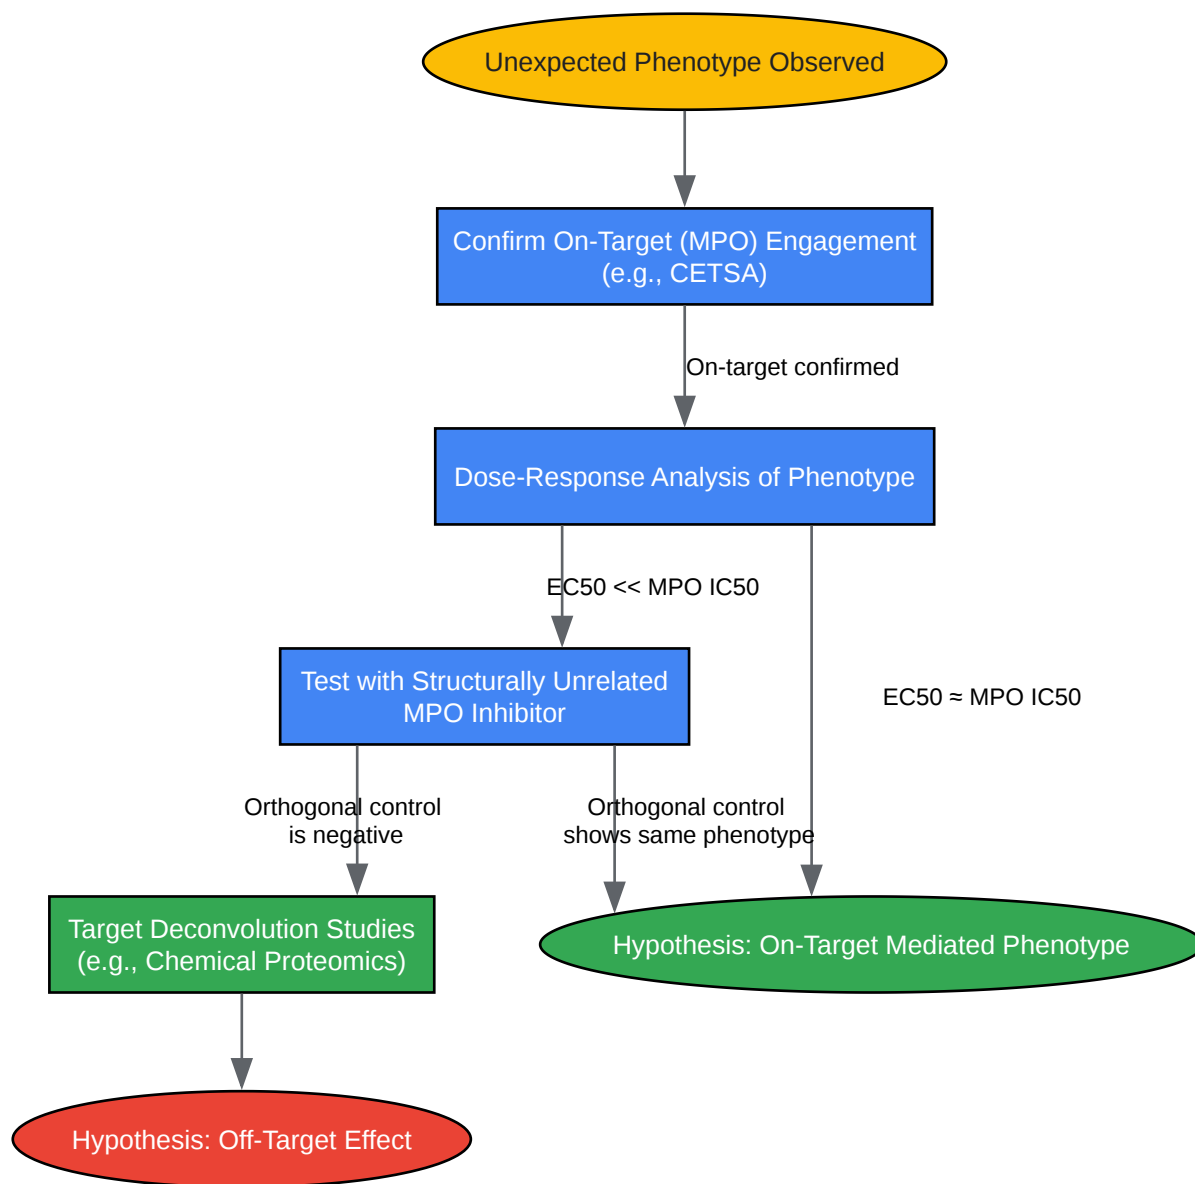 Unexpected Phenotype Observed
Confirm On-Target (MPO) Engagement
(e.g., CETSA)
On-target confirmed
Dose-Response Analysis of Phenotype
EC50 << MPO IC50
Test with Structurally Unrelated
MPO Inhibitor
EC50 ≈ MPO IC50
Orthogonal control
is negative
Orthogonal control
shows same phenotype
Target Deconvolution Studies
(e.g., Chemical Proteomics)
Hypothesis: On-Target Mediated Phenotype
Hypothesis: Off-Target Effect